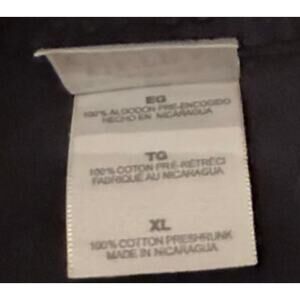 EG
100% ALGODON PRE-ENCOGIDO
HECHO EN NICARAGUA
TG
100% COTON PRÉ-RÉTRÉCI
FABRIQUÉ AU NICARAGUA
XL
100% COTTON PRESHRUNK
MADE IN NICARAGUA